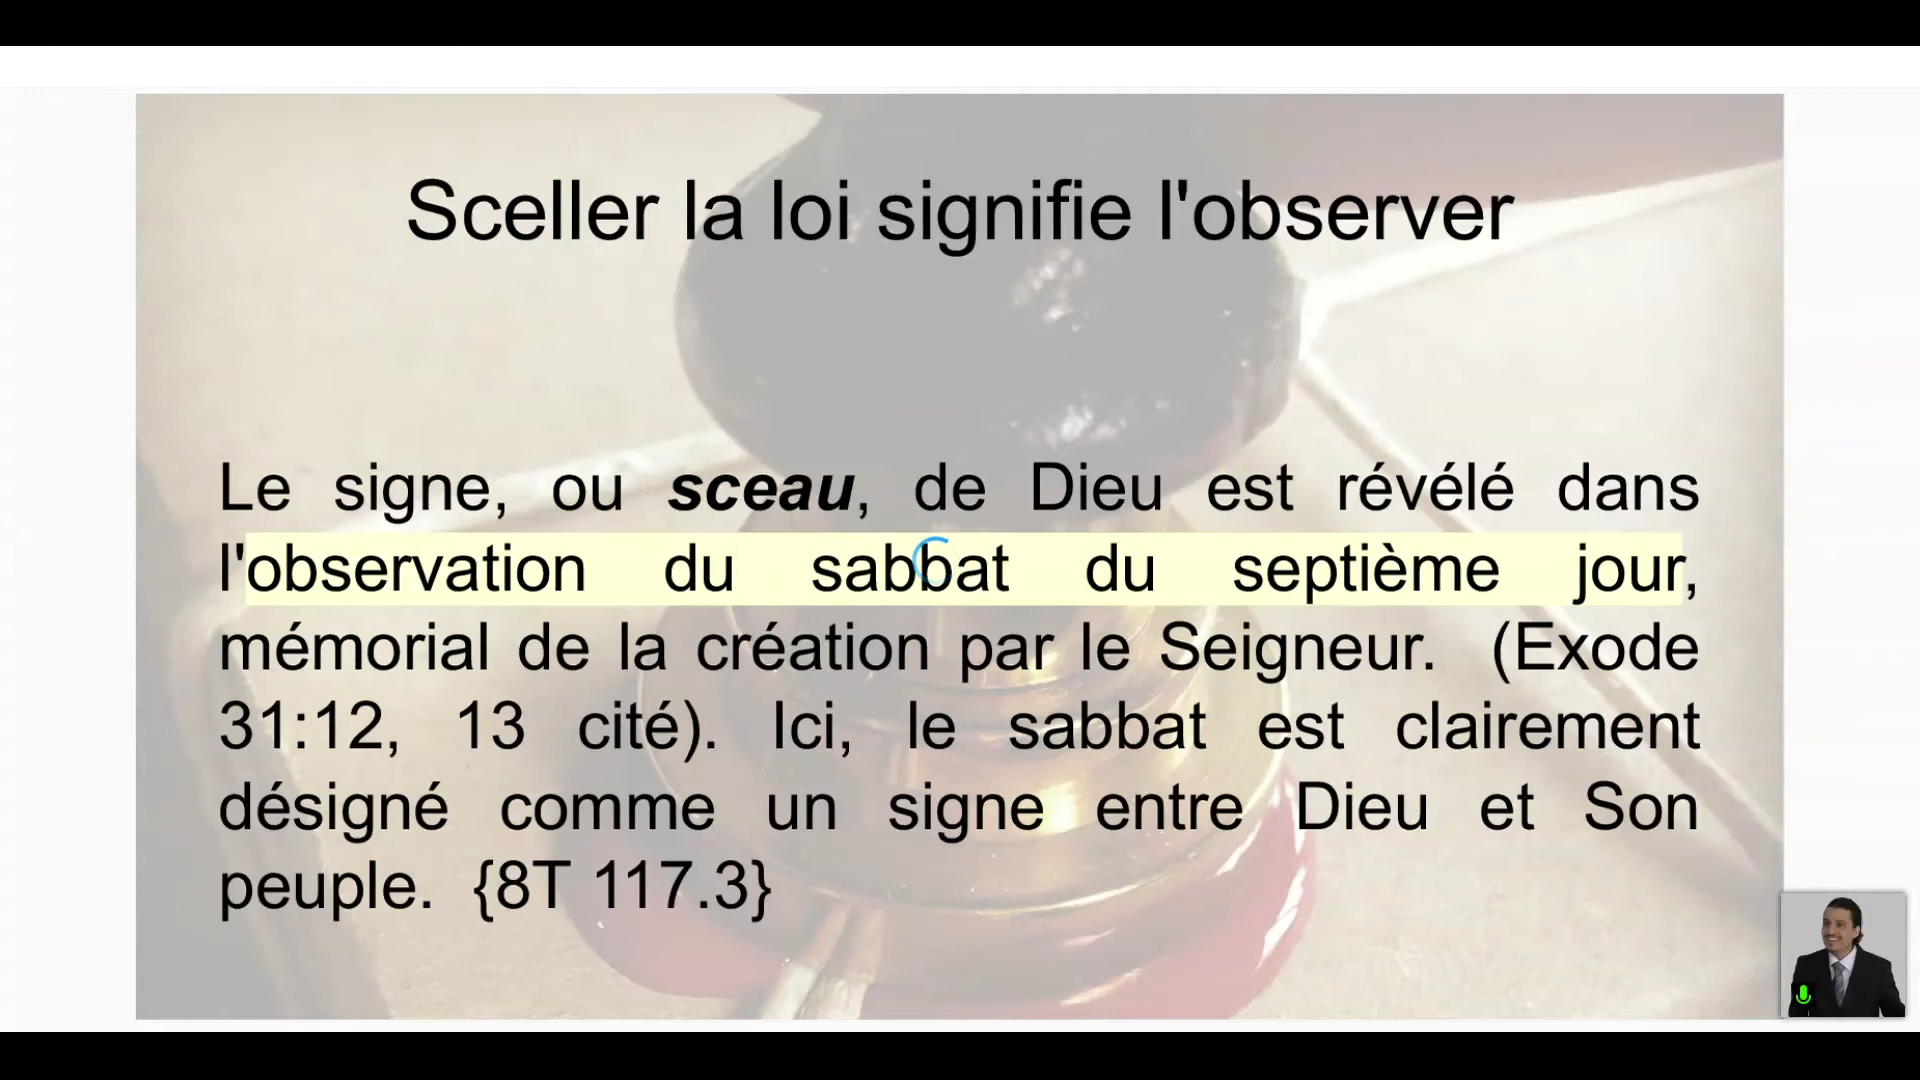 Sceller la loi signifie l'observer
Le signe, ou sceau, de Dieu est révélé dans
l'observation du sabbat du septième jour,
mémorial de la création par le Seigneur. (Exode
31:12, 13 cité). Ici, le sabbat est clairement
désigné comme un signe entre Dieu et Son
peuple. {8T 117.3}